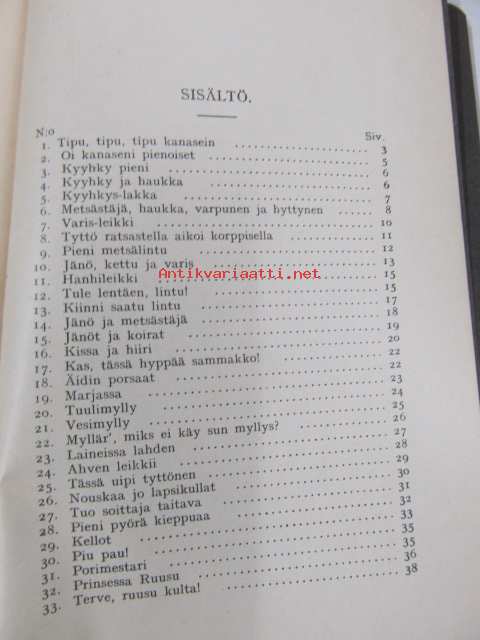 SISÄLTÖ.
N:o Siv.
1. Tipu, tipu, tipu kanasein .......... 3
2. Oi kanaseni pienoiset .......... 5
3. Kyyhky pieni .......... 6
4. Kyyhky ja haukka .......... 6
5. Kyyhkys-lakka .......... 7
6. Metsästäjä, haukka, varpunen ja hyttynen .......... 8
7. Varis-leikki .......... 10
8. Tyttö ratsastella aikoi korppisella .......... 11
9. Pieni metsälintu .......... 12
10. Jänö, kettu ja varis .......... 13
Antikvariaatti.net
11. Hanhileikki .......... 15
12. Tule lentäen, lintu! .......... 15
13. Kiinni saatu lintu .......... 17
14. Jänö ja metsästäjä .......... 18
15. Jänöt ja koirat .......... 19
16. Kissa ja hiiri .......... 20
17. Kas, tässä hyppää sammakko! .......... 22
18. Äidin porsaat .......... 22
19. Marjassa .......... 23
20. Tuulimylly .......... 24
21. Vesimylly .......... 25
22. Myllär', miks ei käy sun myllys? .......... 26
23. Laineissa lahden .......... 27
24. Ahven leikkii .......... 28
25. Tässä uipi tyttönen .......... 29
26. Nouskaa jo lapsikullat .......... 30
27. Tuo soittaja taitava .......... 31
28. Pieni pyörä kieppuaa .......... 32
29. Kellot .......... 33
30. Piu pau! .......... 35
31. Porimestari .......... 35
32. Prinsessa Ruusu .......... 36
33. Terve, ruusu kulta! .......... 38